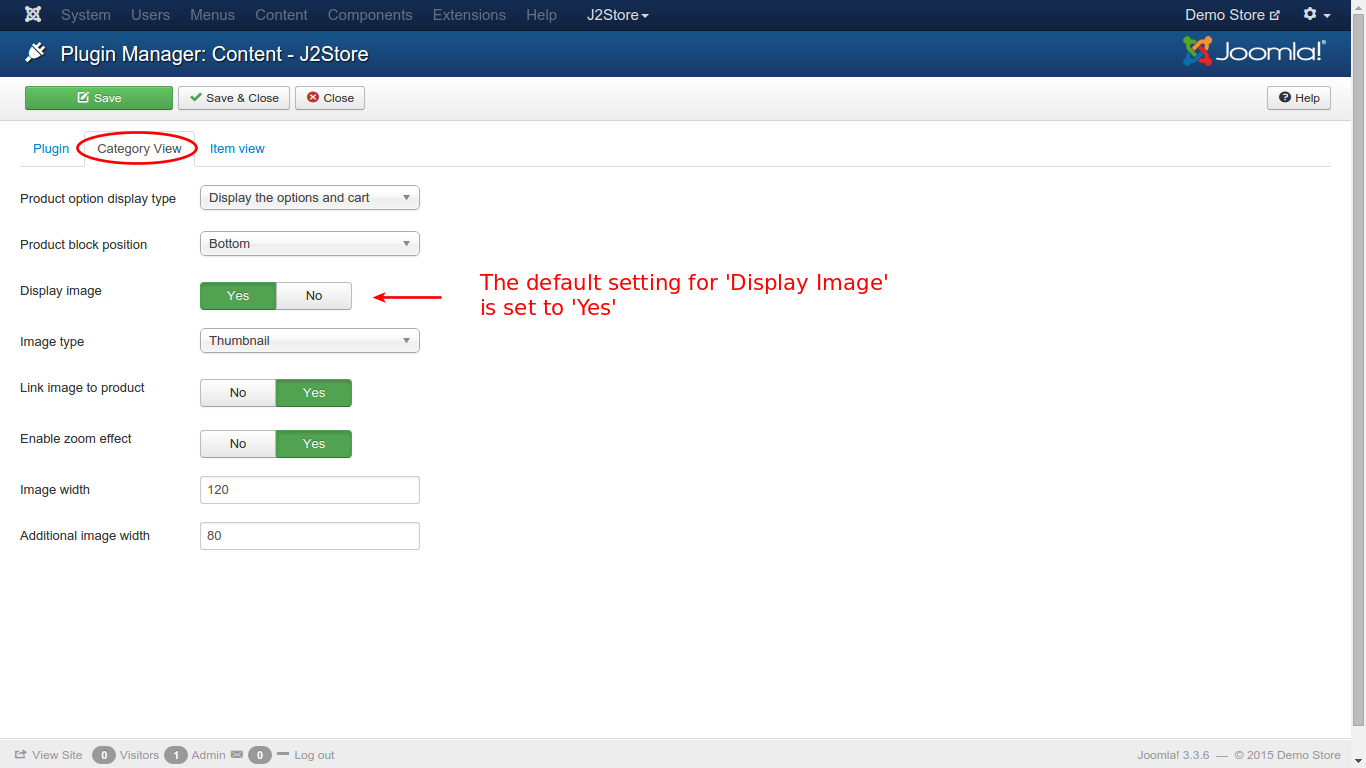 System Users Menus Content Components Extensions Help J2Store Demo Store
Plugin Manager: Content - J2Store Joomla!®
Save Save & Close Close Help
Plugin Category View Item view
Product option display type Display the options and cart
Product block position Bottom
Display image Yes No
The default setting for 'Display Image'
is set to 'Yes'
Image type Thumbnail
Link image to product No Yes
Enable zoom effect No Yes
Image width 120
Additional image width 80
View Site 0 Visitors 1 Admin 0 Log out Joomla! 3.3.6 — © 2015 Demo Store